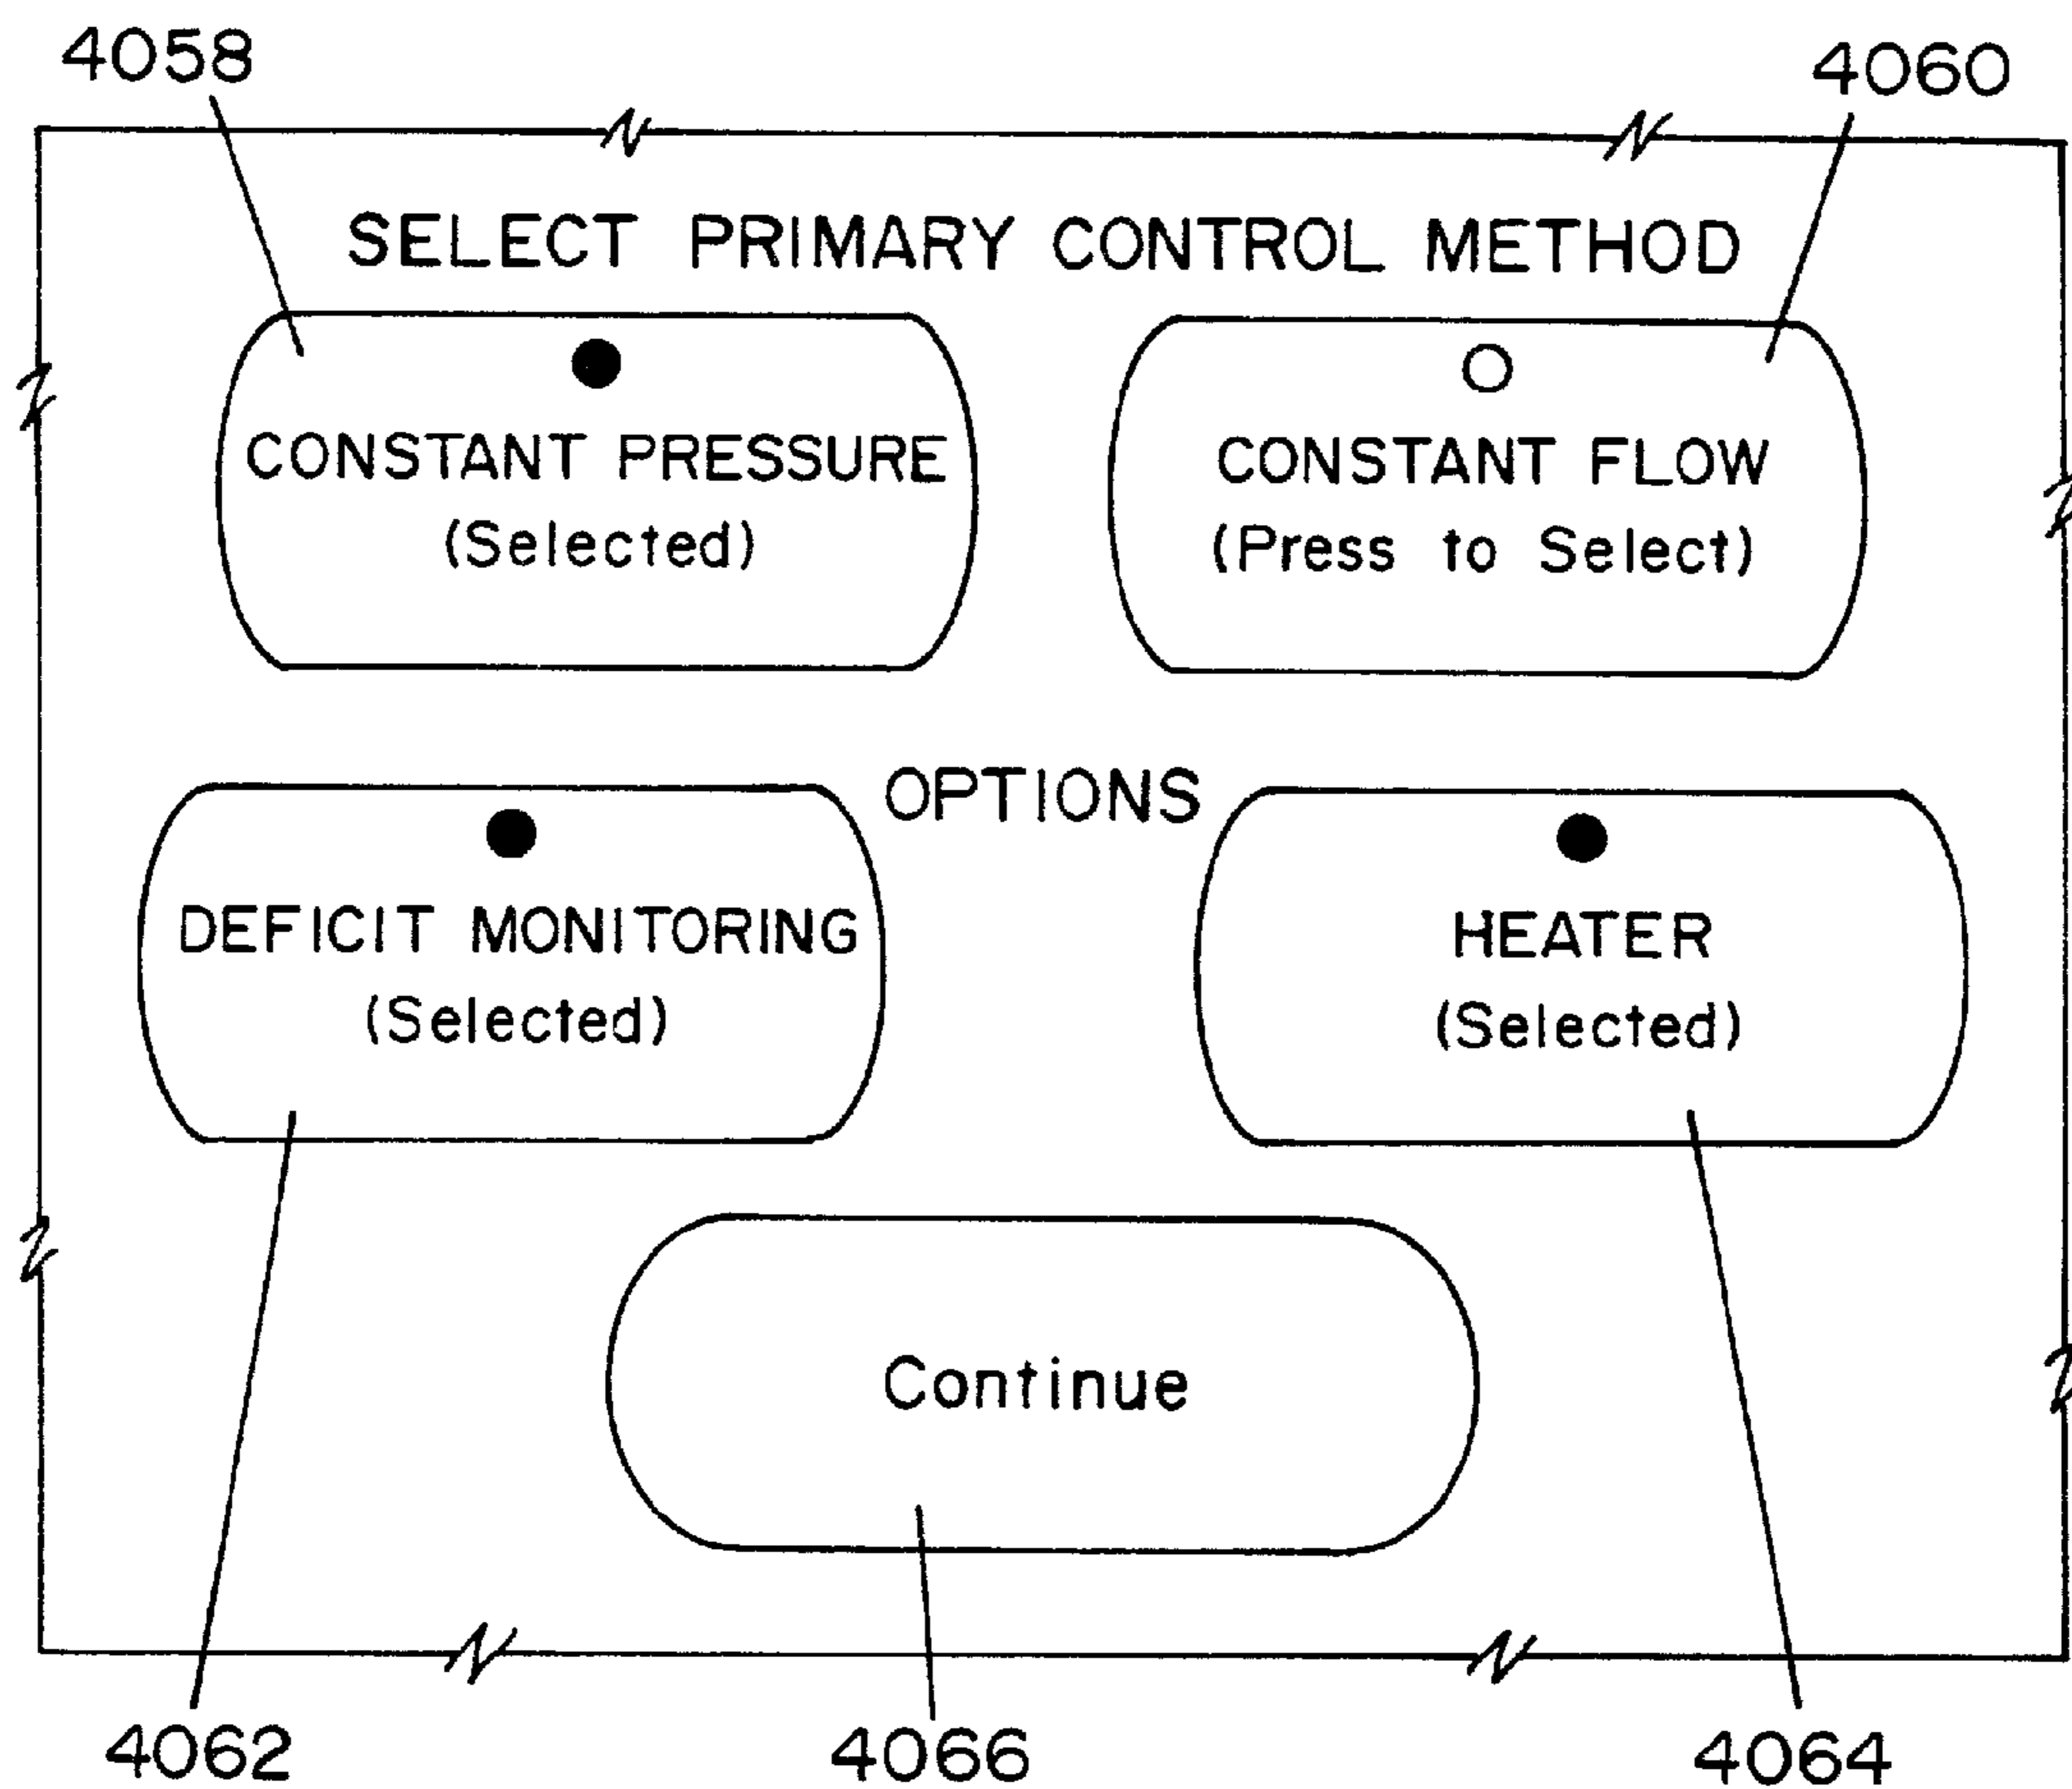 4058
4060
SELECT PRIMARY CONTROL METHOD
CONSTANT PRESSURE
(Selected)
CONSTANT FLOW
(Press to Select)
OPTIONS
DEFICIT MONITORING
(Selected)
HEATER
(Selected)
Continue
4062
4066
4064